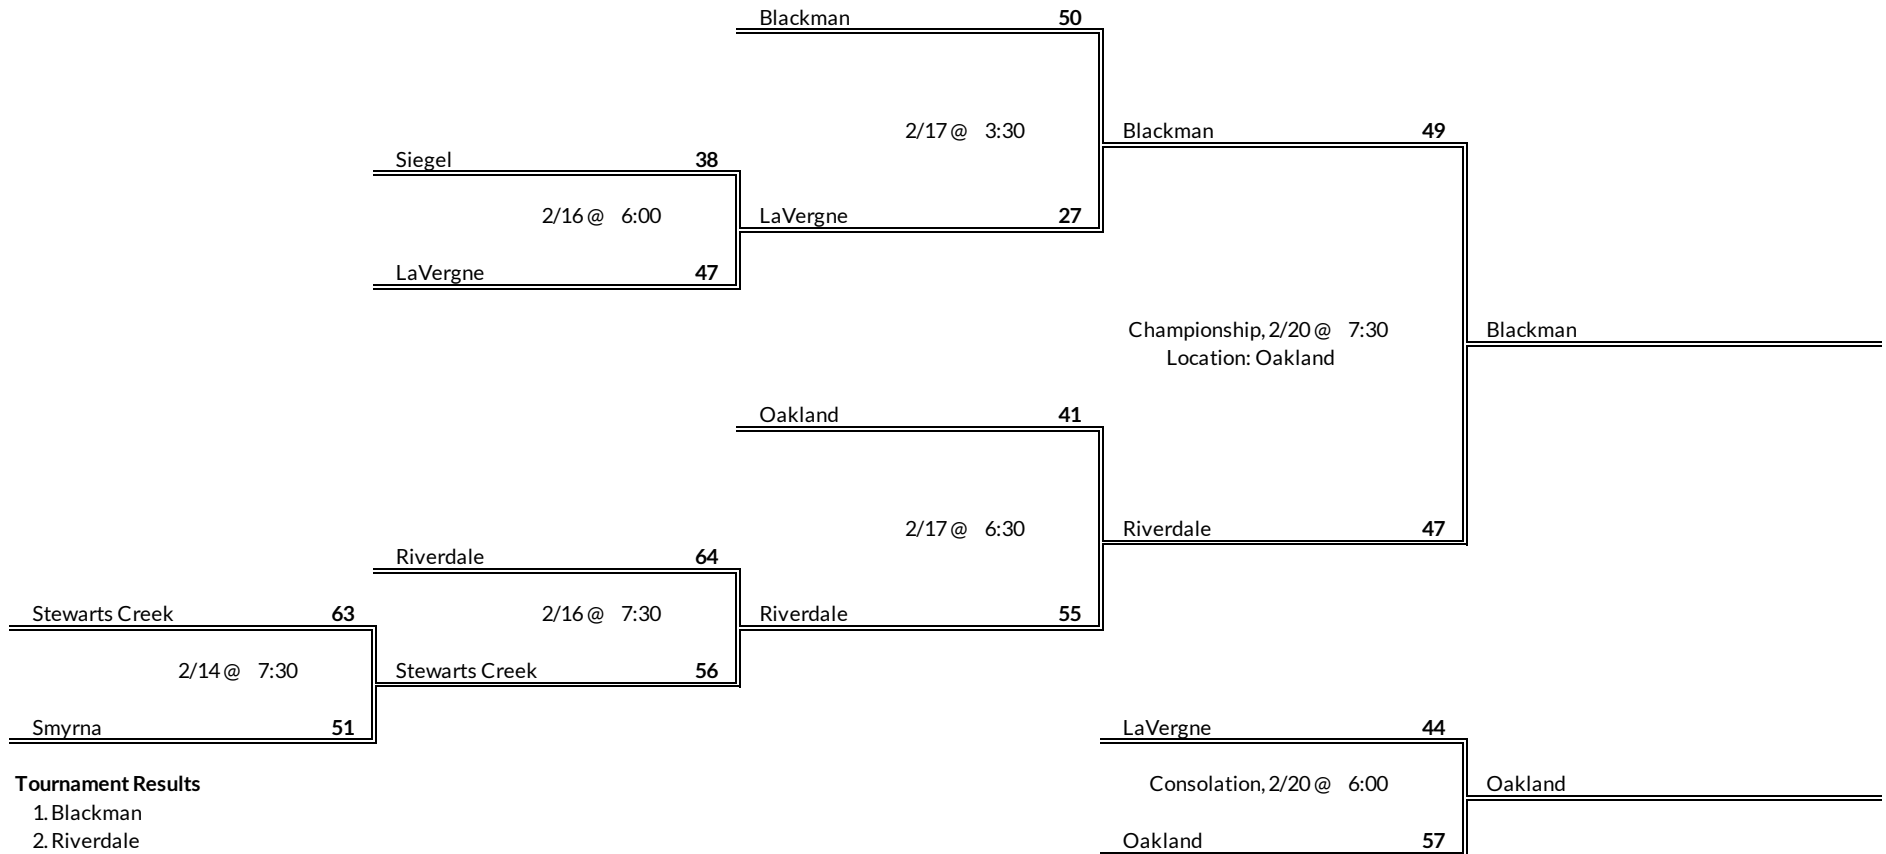 Blackman 50
2/17 @ 3:30
Blackman 49
Siegel 38
2/16 @ 6:00
LaVergne 27
LaVergne 47
Championship, 2/20 @ 7:30
Blackman
Location: Oakland
Oakland 41
2/17 @ 6:30
Riverdale 47
Riverdale 64
Stewarts Creek 63
2/16 @ 7:30
Riverdale 55
2/14 @ 7:30
Stewarts Creek 56
Smyrna 51
LaVergne 44
Tournament Results
Consolation, 2/20 @ 6:00
Oakland
1. Blackman
2. Riverdale
Oakland 57